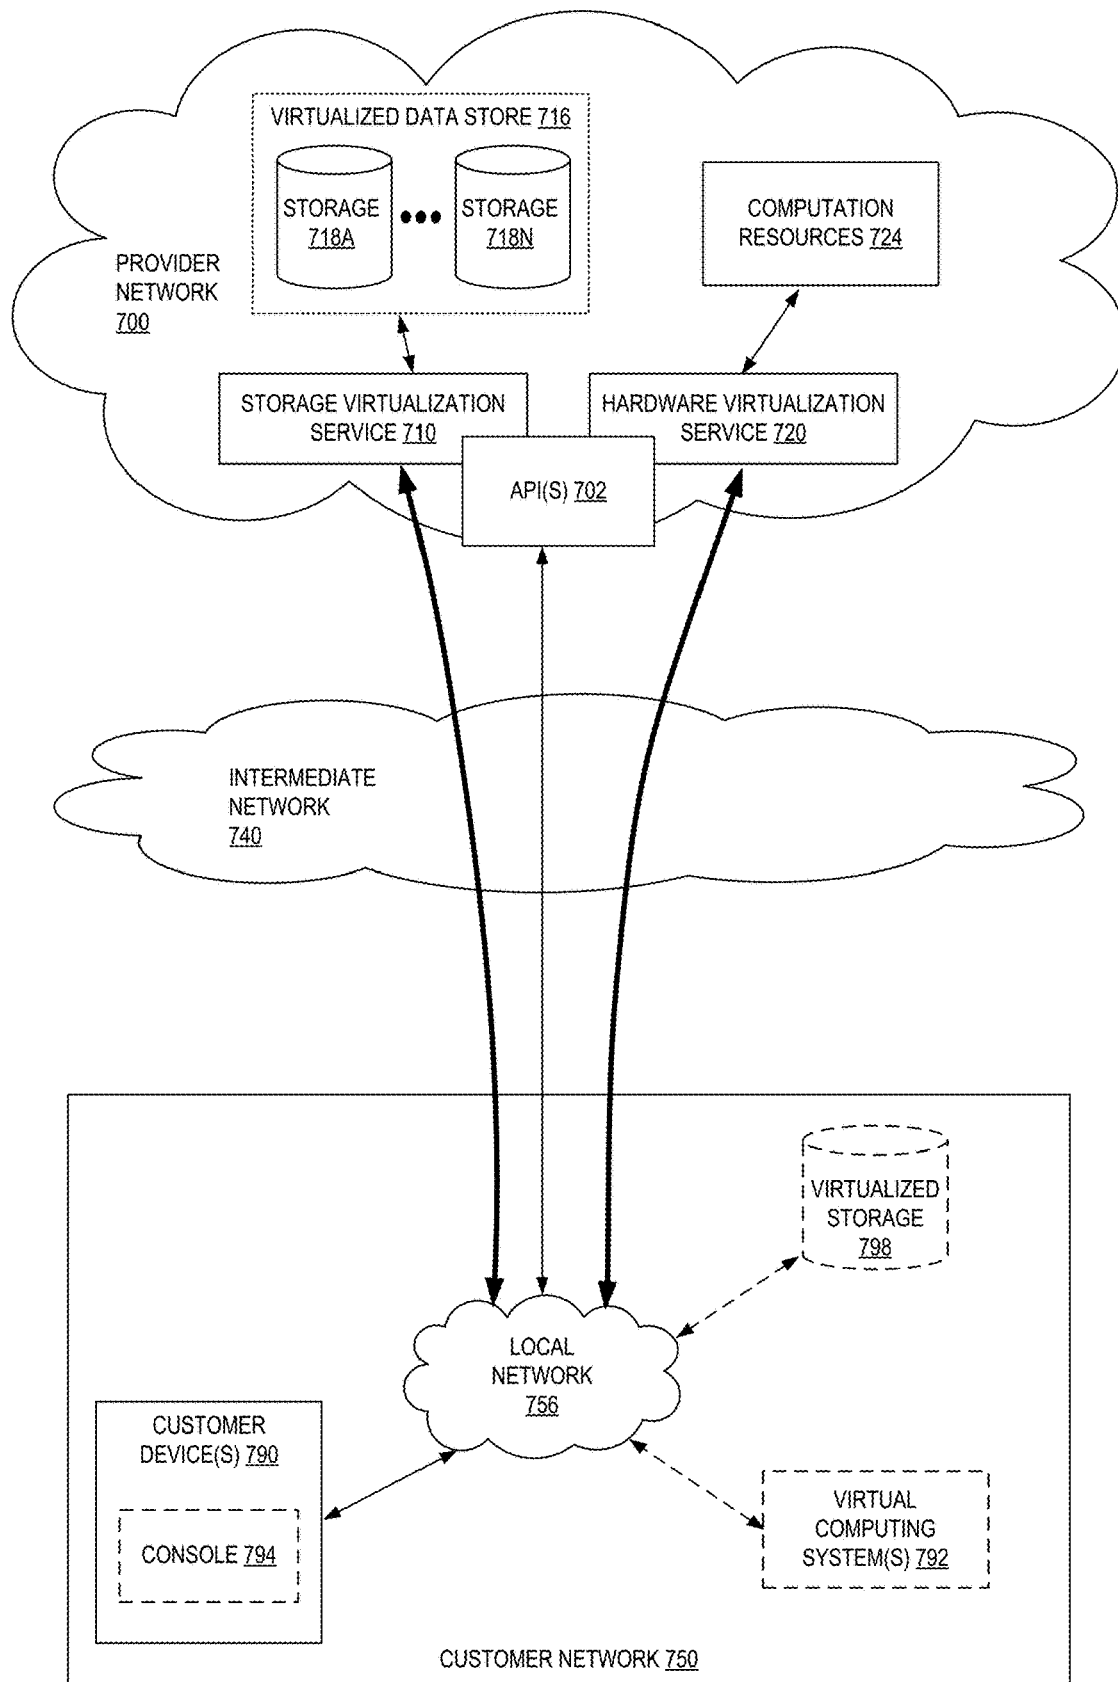 VIRTUALIZED DATA STORE 716
STORAGE
718A
STORAGE
718N
COMPUTATION
RESOURCES 724
PROVIDER
NETWORK
700
STORAGE VIRTUALIZATION
SERVICE 710
HARDWARE VIRTUALIZATION
SERVICE 720
API(S) 702
INTERMEDIATE
NETWORK
740
VIRTUALIZED
STORAGE
798
LOCAL
NETWORK
756
CUSTOMER
DEVICE(S) 790
CONSOLE 794
VIRTUAL
COMPUTING
SYSTEM(S) 792
CUSTOMER NETWORK 750